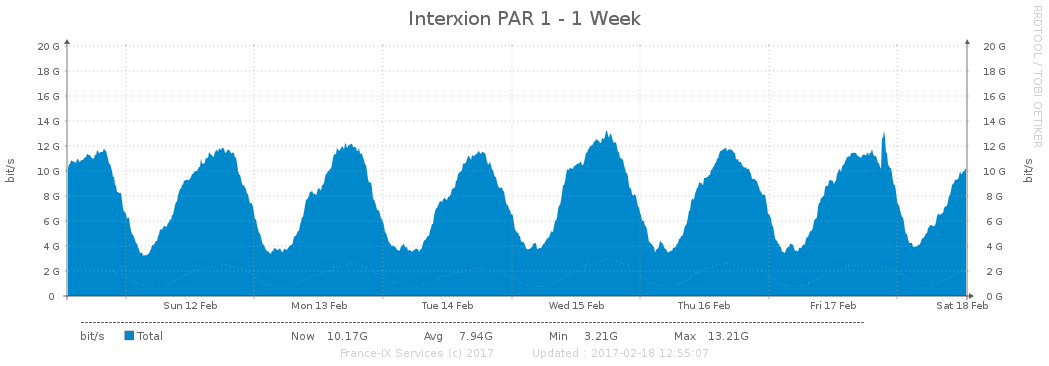 Interxion PAR 1 - 1 Week
RRDTOOL / TOBI OETIKER
bit/s
20 G 20 G
18 G 18 G
16 G 16 G
14 G 14 G
12 G 12 G
10 G 10 G
8 G 8 G
6 G 6 G
4 G 4 G
2 G 2 G
0 0 G
bit/s
Sun 12 Feb Mon 13 Feb Tue 14 Feb Wed 15 Feb Thu 16 Feb Fri 17 Feb Sat 18 Feb
bit/s Total Now 10.17G Avg 7.94G Min 3.21G Max 13.21G
France-IX Services (c) 2017 Updated : 2017-02-18 12:55:07